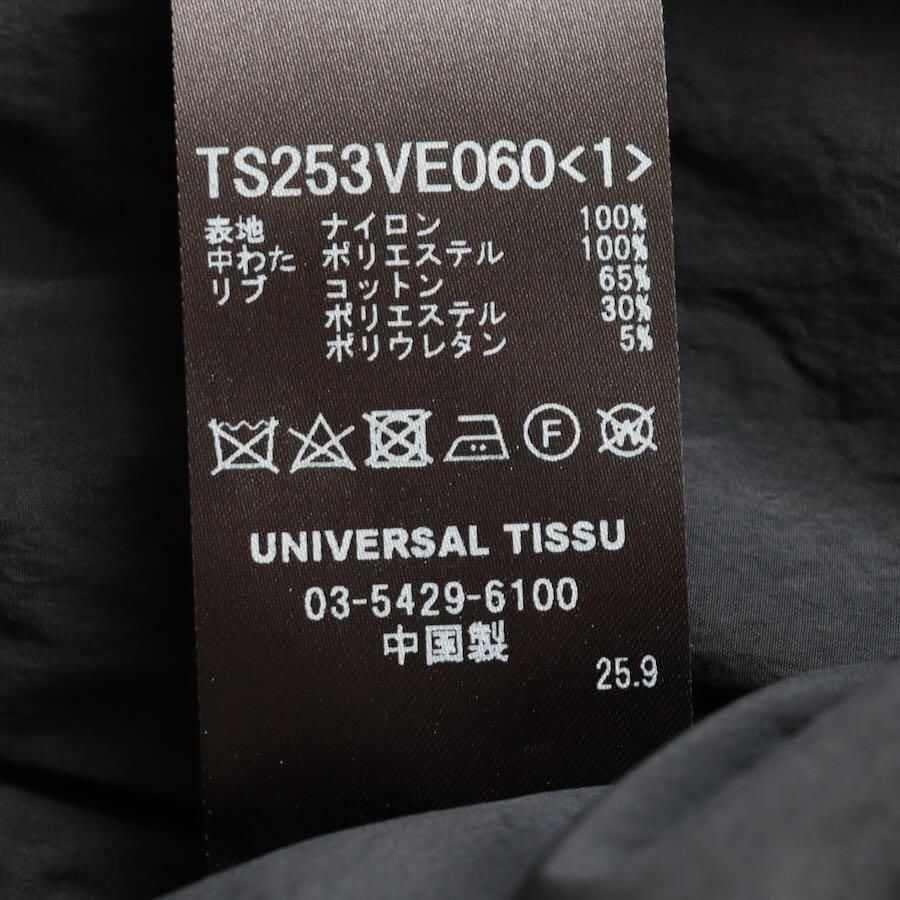 TS253VE060<1>
表地 ナイロン 100%
中わた ポリエステル 100%
リブ コットン 65%
ポリエステル 30%
ポリウレタン 5%
F W
UNIVERSAL TISSU
03-5429-6100
中国製
25.9